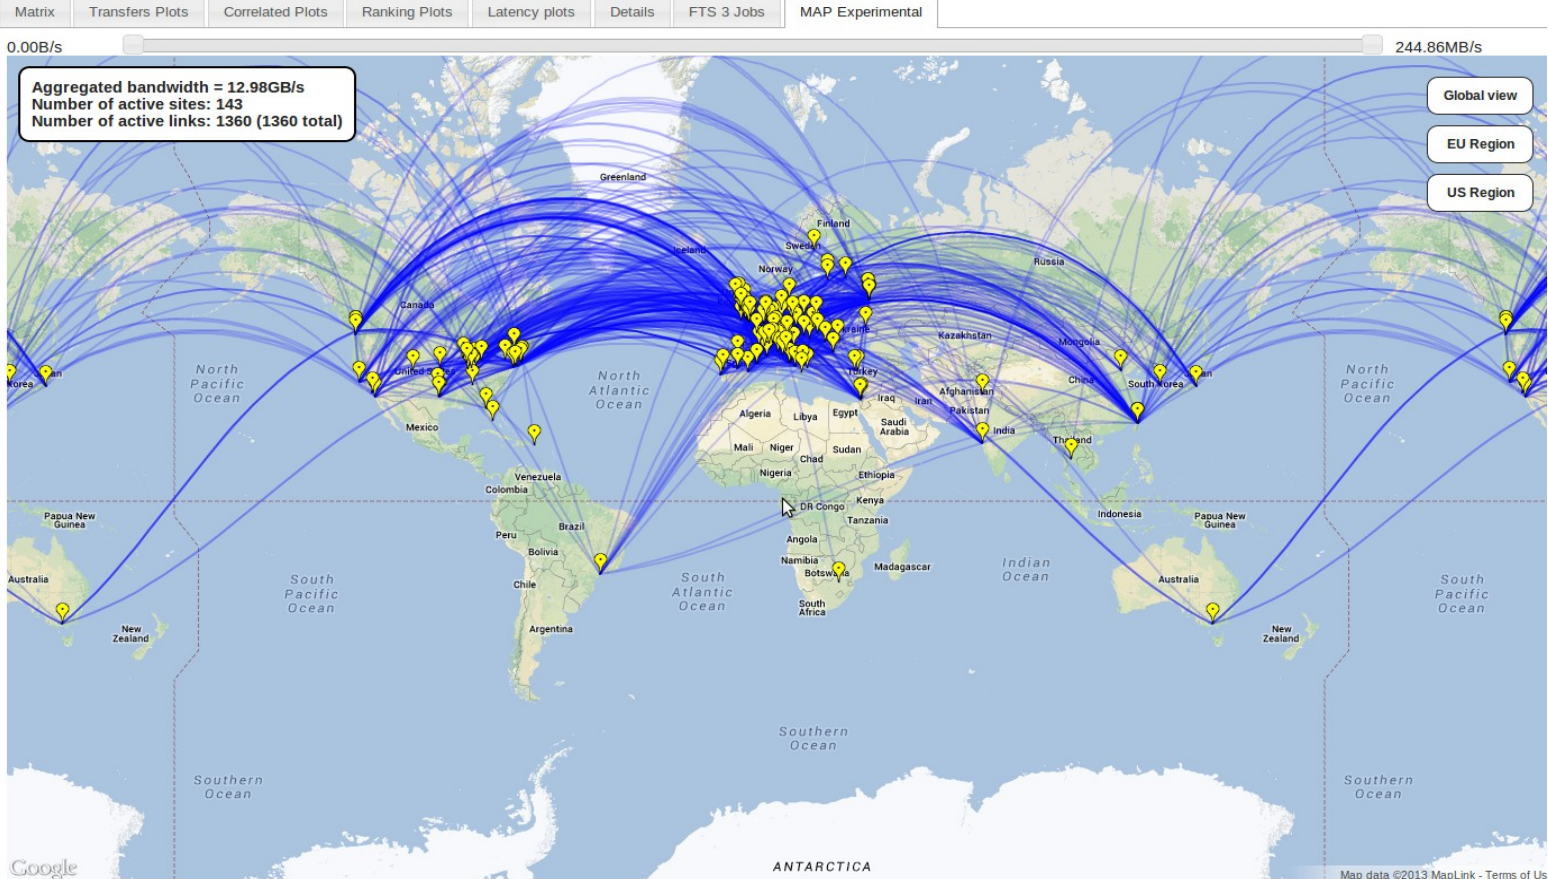 Matrix
Transfers Plots
Correlated Plots
Ranking Plots
Latency plots
Details
FTS 3 Jobs
MAP Experimental
0.00B/s
244.86MB/s
Aggregated bandwidth = 12.98GB/s
Number of active sites: 143
Number of active links: 1360 (1360 total)
Global view
EU Region
US Region
Greenland
Finland
Sweden
Iceland
Norway
Russia
Canada
Kazakhstan
Mongolia
United States
Turkey
China
South Korea
North
Pacific
Ocean
North
Atlantic
Ocean
North
Pacific
Ocean
Afghanistan
Iraq
Iran
Pakistan
Algeria
Libya
Egypt
Saudi
Arabia
India
Mexico
Thailand
Mali
Niger
Chad
Sudan
Nigeria
Ethiopia
Venezuela
Colombia
DR Congo
Kenya
Papua New
Guinea
Indonesia
Papua New
Guinea
Tanzania
Brazil
Peru
Angola
Bolivia
Namibia
Botswana
Madagascar
Indian
Ocean
Australia
Australia
Chile
South
Pacific
Ocean
South
Atlantic
Ocean
South
Pacific
Ocean
South
Africa
New
Zealand
Argentina
New
Zealand
Southern
Ocean
Southern
Ocean
Southern
Ocean
ANTARCTICA
Google
Map data ©2013 MapLink - Terms of Us